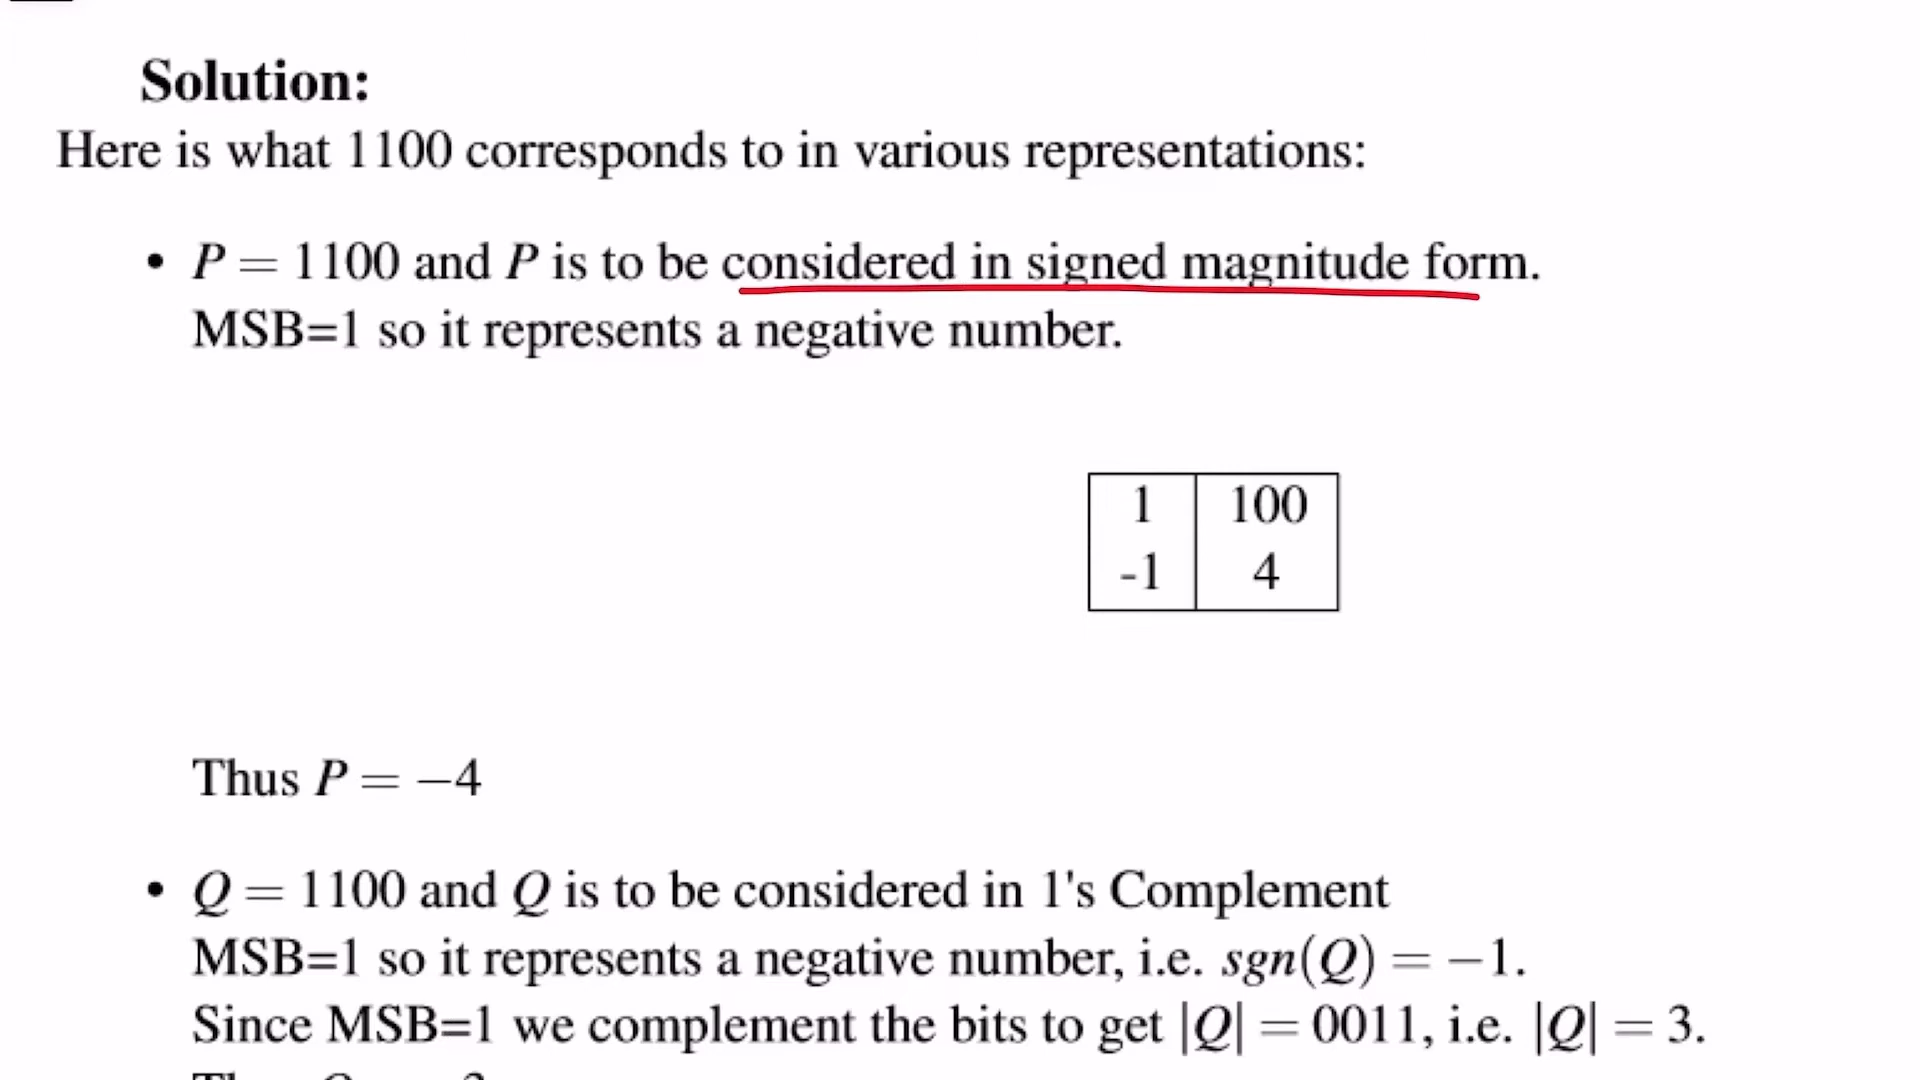 Solution:
Here is what 1100 corresponds to in various representations:
• P = 1100 and P is to be considered in signed magnitude form.
MSB=1 so it represents a negative number.
1 100
-1 4
Thus P = −4
• Q = 1100 and Q is to be considered in 1's Complement
MSB=1 so it represents a negative number, i.e. sgn(Q) = −1.
Since MSB=1 we complement the bits to get |Q| = 0011, i.e. |Q| = 3.